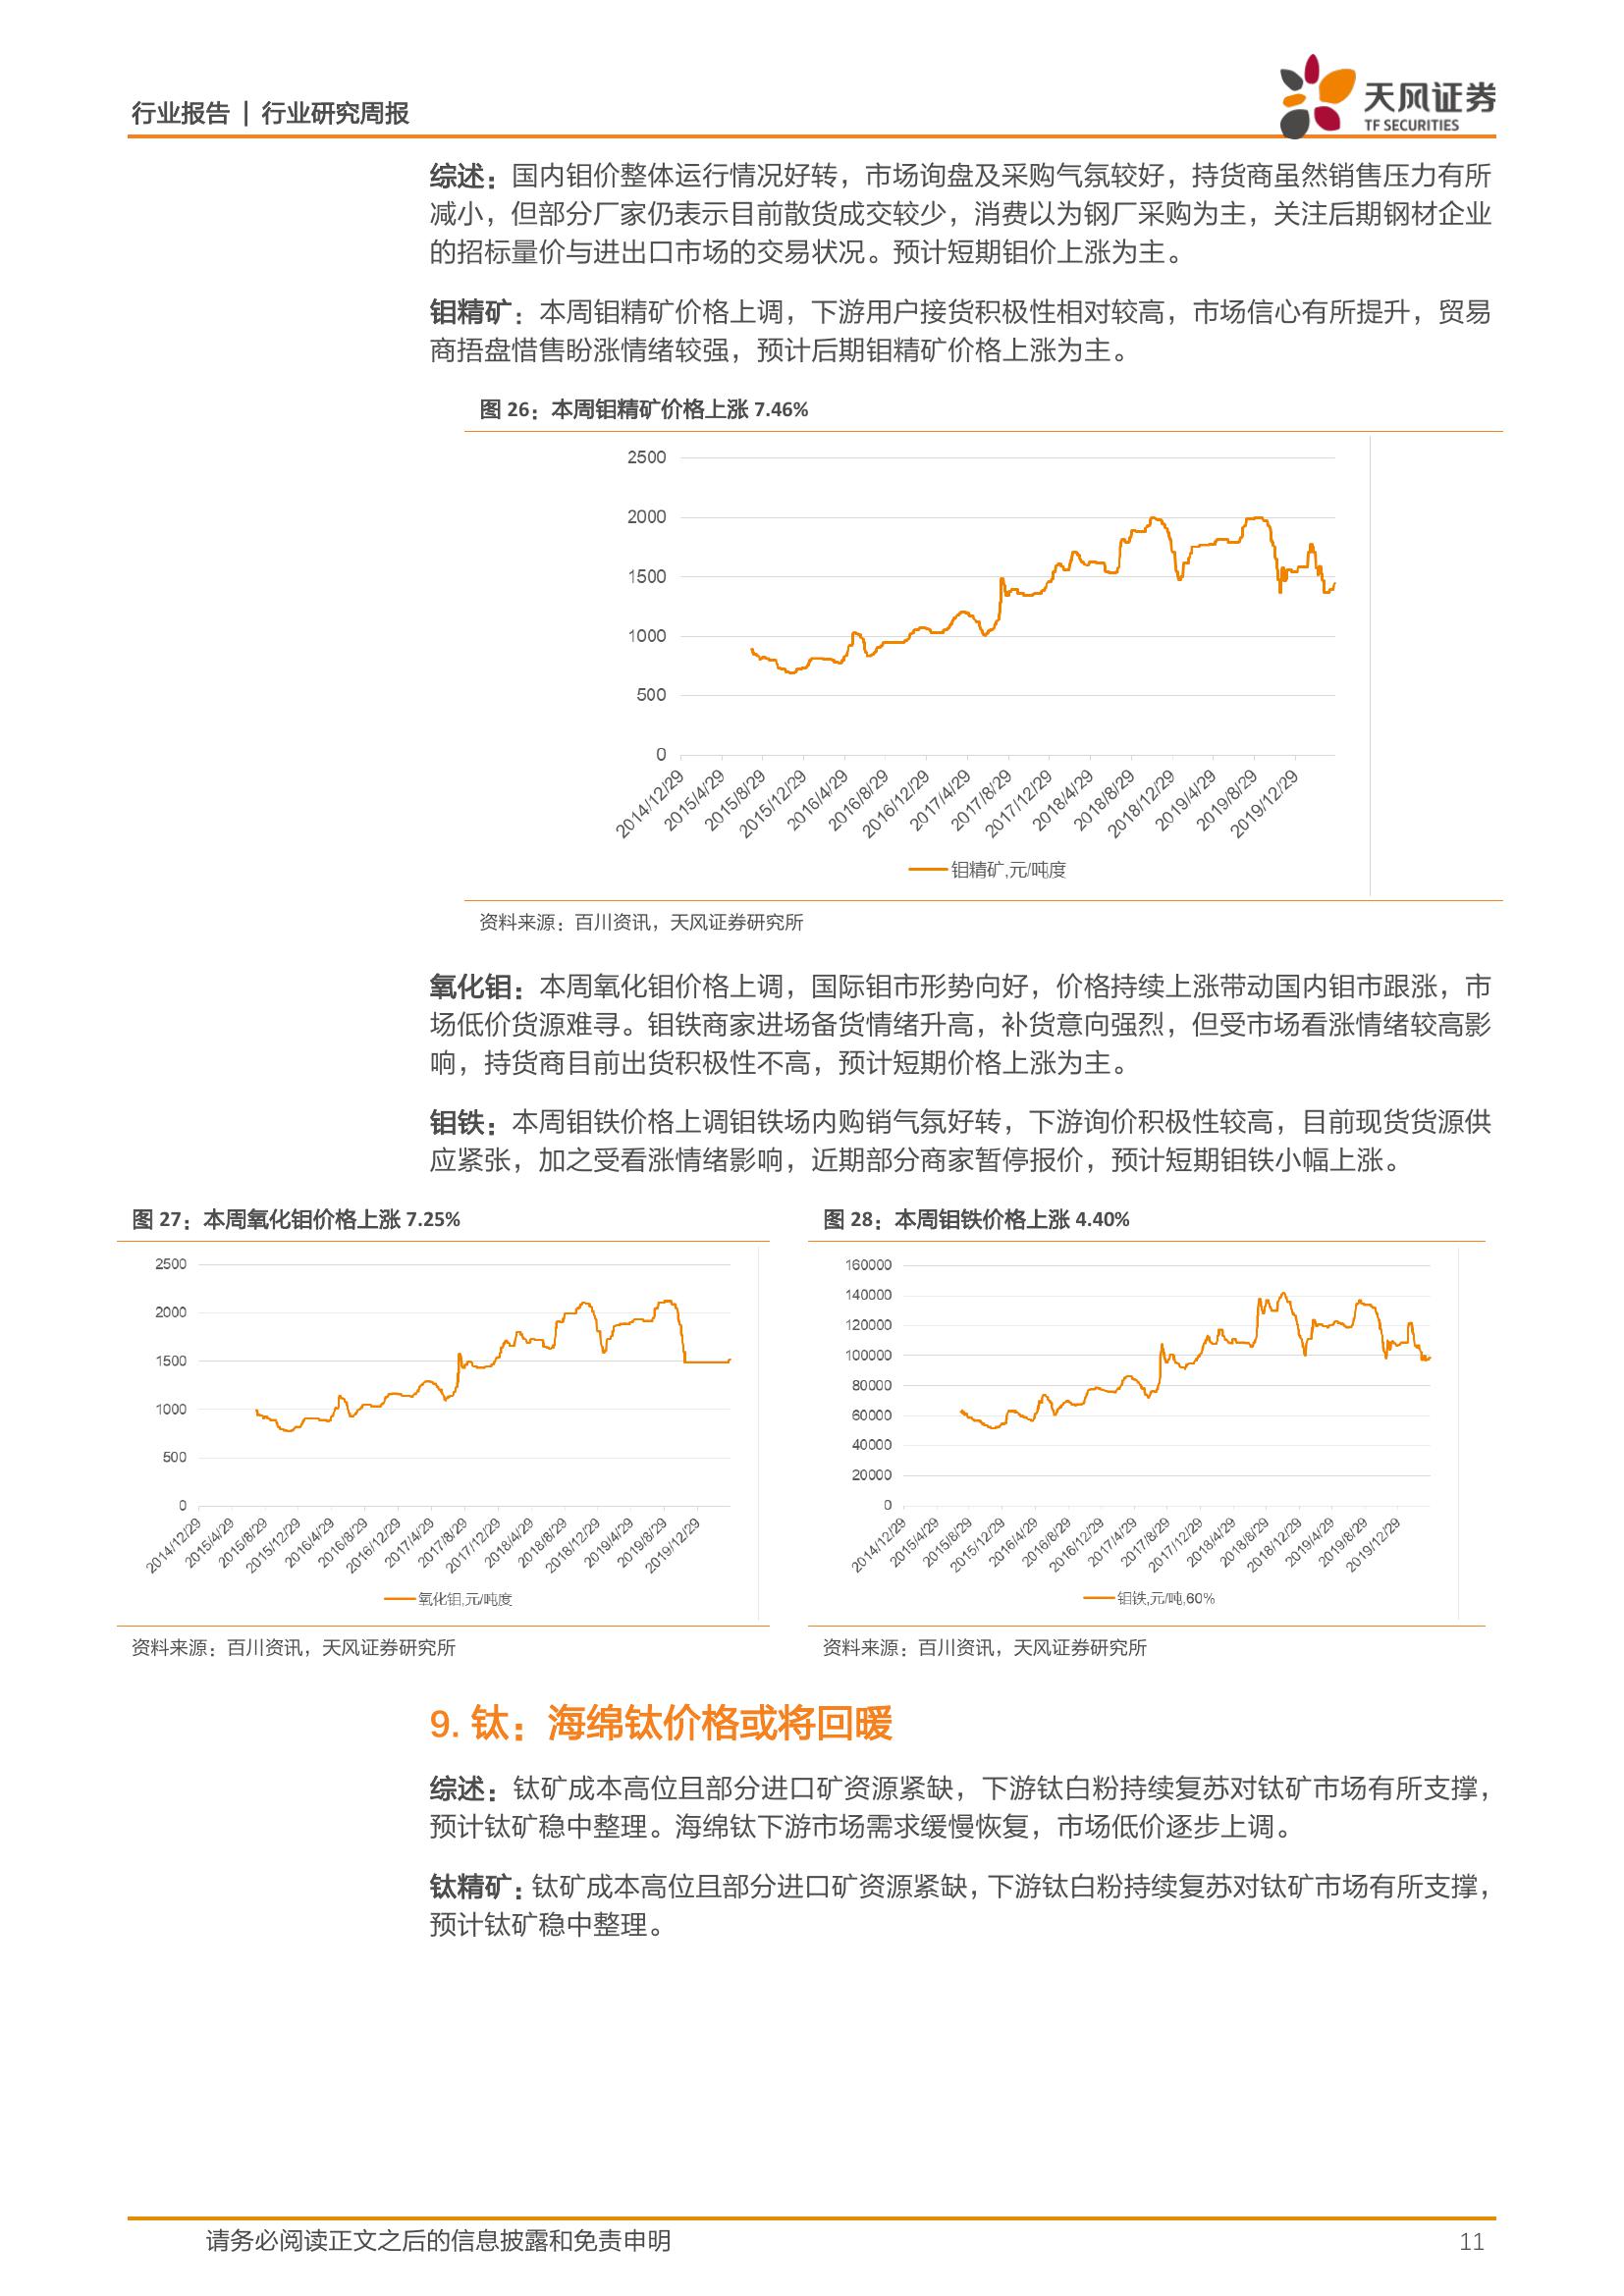 行业报告 | 行业研究周报
天风证券
TF SECURITIES
综述：国内钼价整体运行情况好转，市场询盘及采购气氛较好，持货商虽然销售压力有所
减小，但部分厂家仍表示目前散货成交较少，消费以为钢厂采购为主，关注后期钢材企业
的招标量价与进出口市场的交易状况。预计短期钼价上涨为主。
钼精矿：本周钼精矿价格上调，下游用户接货积极性相对较高，市场信心有所提升，贸易
商捂盘惜售盼涨情绪较强，预计后期钼精矿价格上涨为主。
图 26：本周钼精矿价格上涨 7.46%
2500
2000
1500
1000
500
0
2014/12/29
2015/4/29
2015/8/29
2015/12/29
2016/4/29
2016/8/29
2016/12/29
2017/4/29
2017/8/29
2017/12/29
2018/4/29
2018/8/29
2018/12/29
2019/4/29
2019/8/29
2019/12/29
钼精矿,元/吨度
资料来源：百川资讯，天风证券研究所
氧化钼：本周氧化钼价格上调，国际钼市形势向好，价格持续上涨带动国内钼市跟涨，市
场低价货源难寻。钼铁商家进场备货情绪升高，补货意向强烈，但受市场看涨情绪较高影
响，持货商目前出货积极性不高，预计短期价格上涨为主。
钼铁：本周钼铁价格上调钼铁场内购销气氛好转，下游询价积极性较高，目前现货货源供
应紧张，加之受看涨情绪影响，近期部分商家暂停报价，预计短期钼铁小幅上涨。
图 27：本周氧化钼价格上涨 7.25%
2500
2000
1500
1000
500
0
2014/12/29
2015/4/29
2015/8/29
2015/12/29
2016/4/29
2016/8/29
2016/12/29
2017/4/29
2017/8/29
2017/12/29
2018/4/29
2018/8/29
2018/12/29
2019/4/29
2019/8/29
2019/12/29
氧化钼,元/吨度
资料来源：百川资讯，天风证券研究所
图 28：本周钼铁价格上涨 4.40%
160000
140000
120000
100000
80000
60000
40000
20000
0
2014/12/29
2015/4/29
2015/8/29
2015/12/29
2016/4/29
2016/8/29
2016/12/29
2017/4/29
2017/8/29
2017/12/29
2018/4/29
2018/8/29
2018/12/29
2019/4/29
2019/8/29
2019/12/29
钼铁,元/吨,60%
资料来源：百川资讯，天风证券研究所
9. 钛：海绵钛价格或将回暖
综述：钛矿成本高位且部分进口矿资源紧缺，下游钛白粉持续复苏对钛矿市场有所支撑，
预计钛矿稳中整理。海绵钛下游市场需求缓慢恢复，市场低价逐步上调。
钛精矿：钛矿成本高位且部分进口矿资源紧缺，下游钛白粉持续复苏对钛矿市场有所支撑，
预计钛矿稳中整理。
请务必阅读正文之后的信息披露和免责申明
11